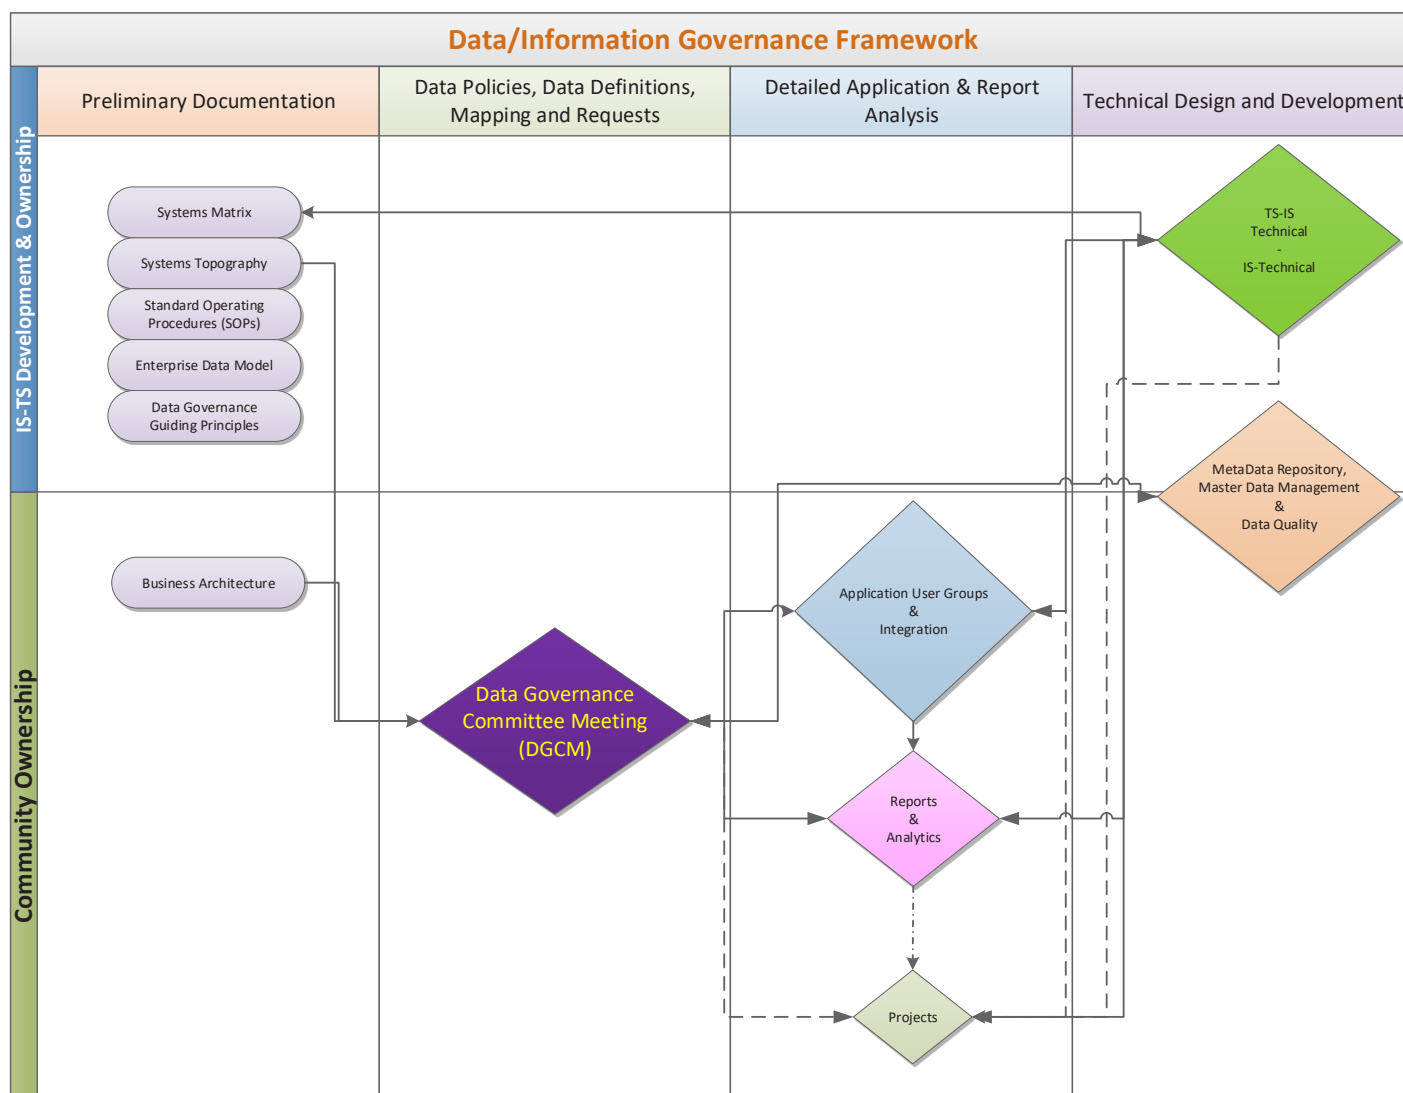 Data/Information Governance Framework
Preliminary Documentation
Data Policies, Data Definitions,
Mapping and Requests
Detailed Application & Report
Analysis
Technical Design and Development
IS-TS Development & Ownership
Systems Matrix
Systems Topography
Standard Operating
Procedures (SOPs)
Enterprise Data Model
Data Governance
Guiding Principles
TS-IS
Technical
-
IS-Technical
MetaData Repository,
Master Data Management
&
Data Quality
Community Ownership
Business Architecture
Data Governance
Committee Meeting
(DGCM)
Application User Groups
&
Integration
Reports
&
Analytics
Projects